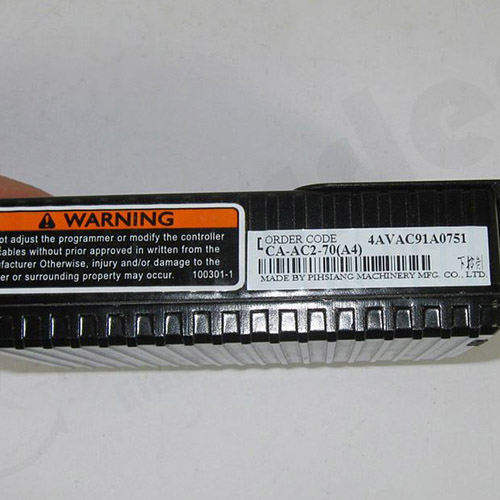 WARNING
ot adjust the programmer or modify the controller
cables without prior approved in written from the
facturer Otherwise, injury and/or damage to the
er or surrounding property may occur. 100301-1
ORDER CODE 4AVAC91A0751
CA-AC2-70(A4)
MADE BY PIHSIANG MACHINERY MFG. CO., LTD.